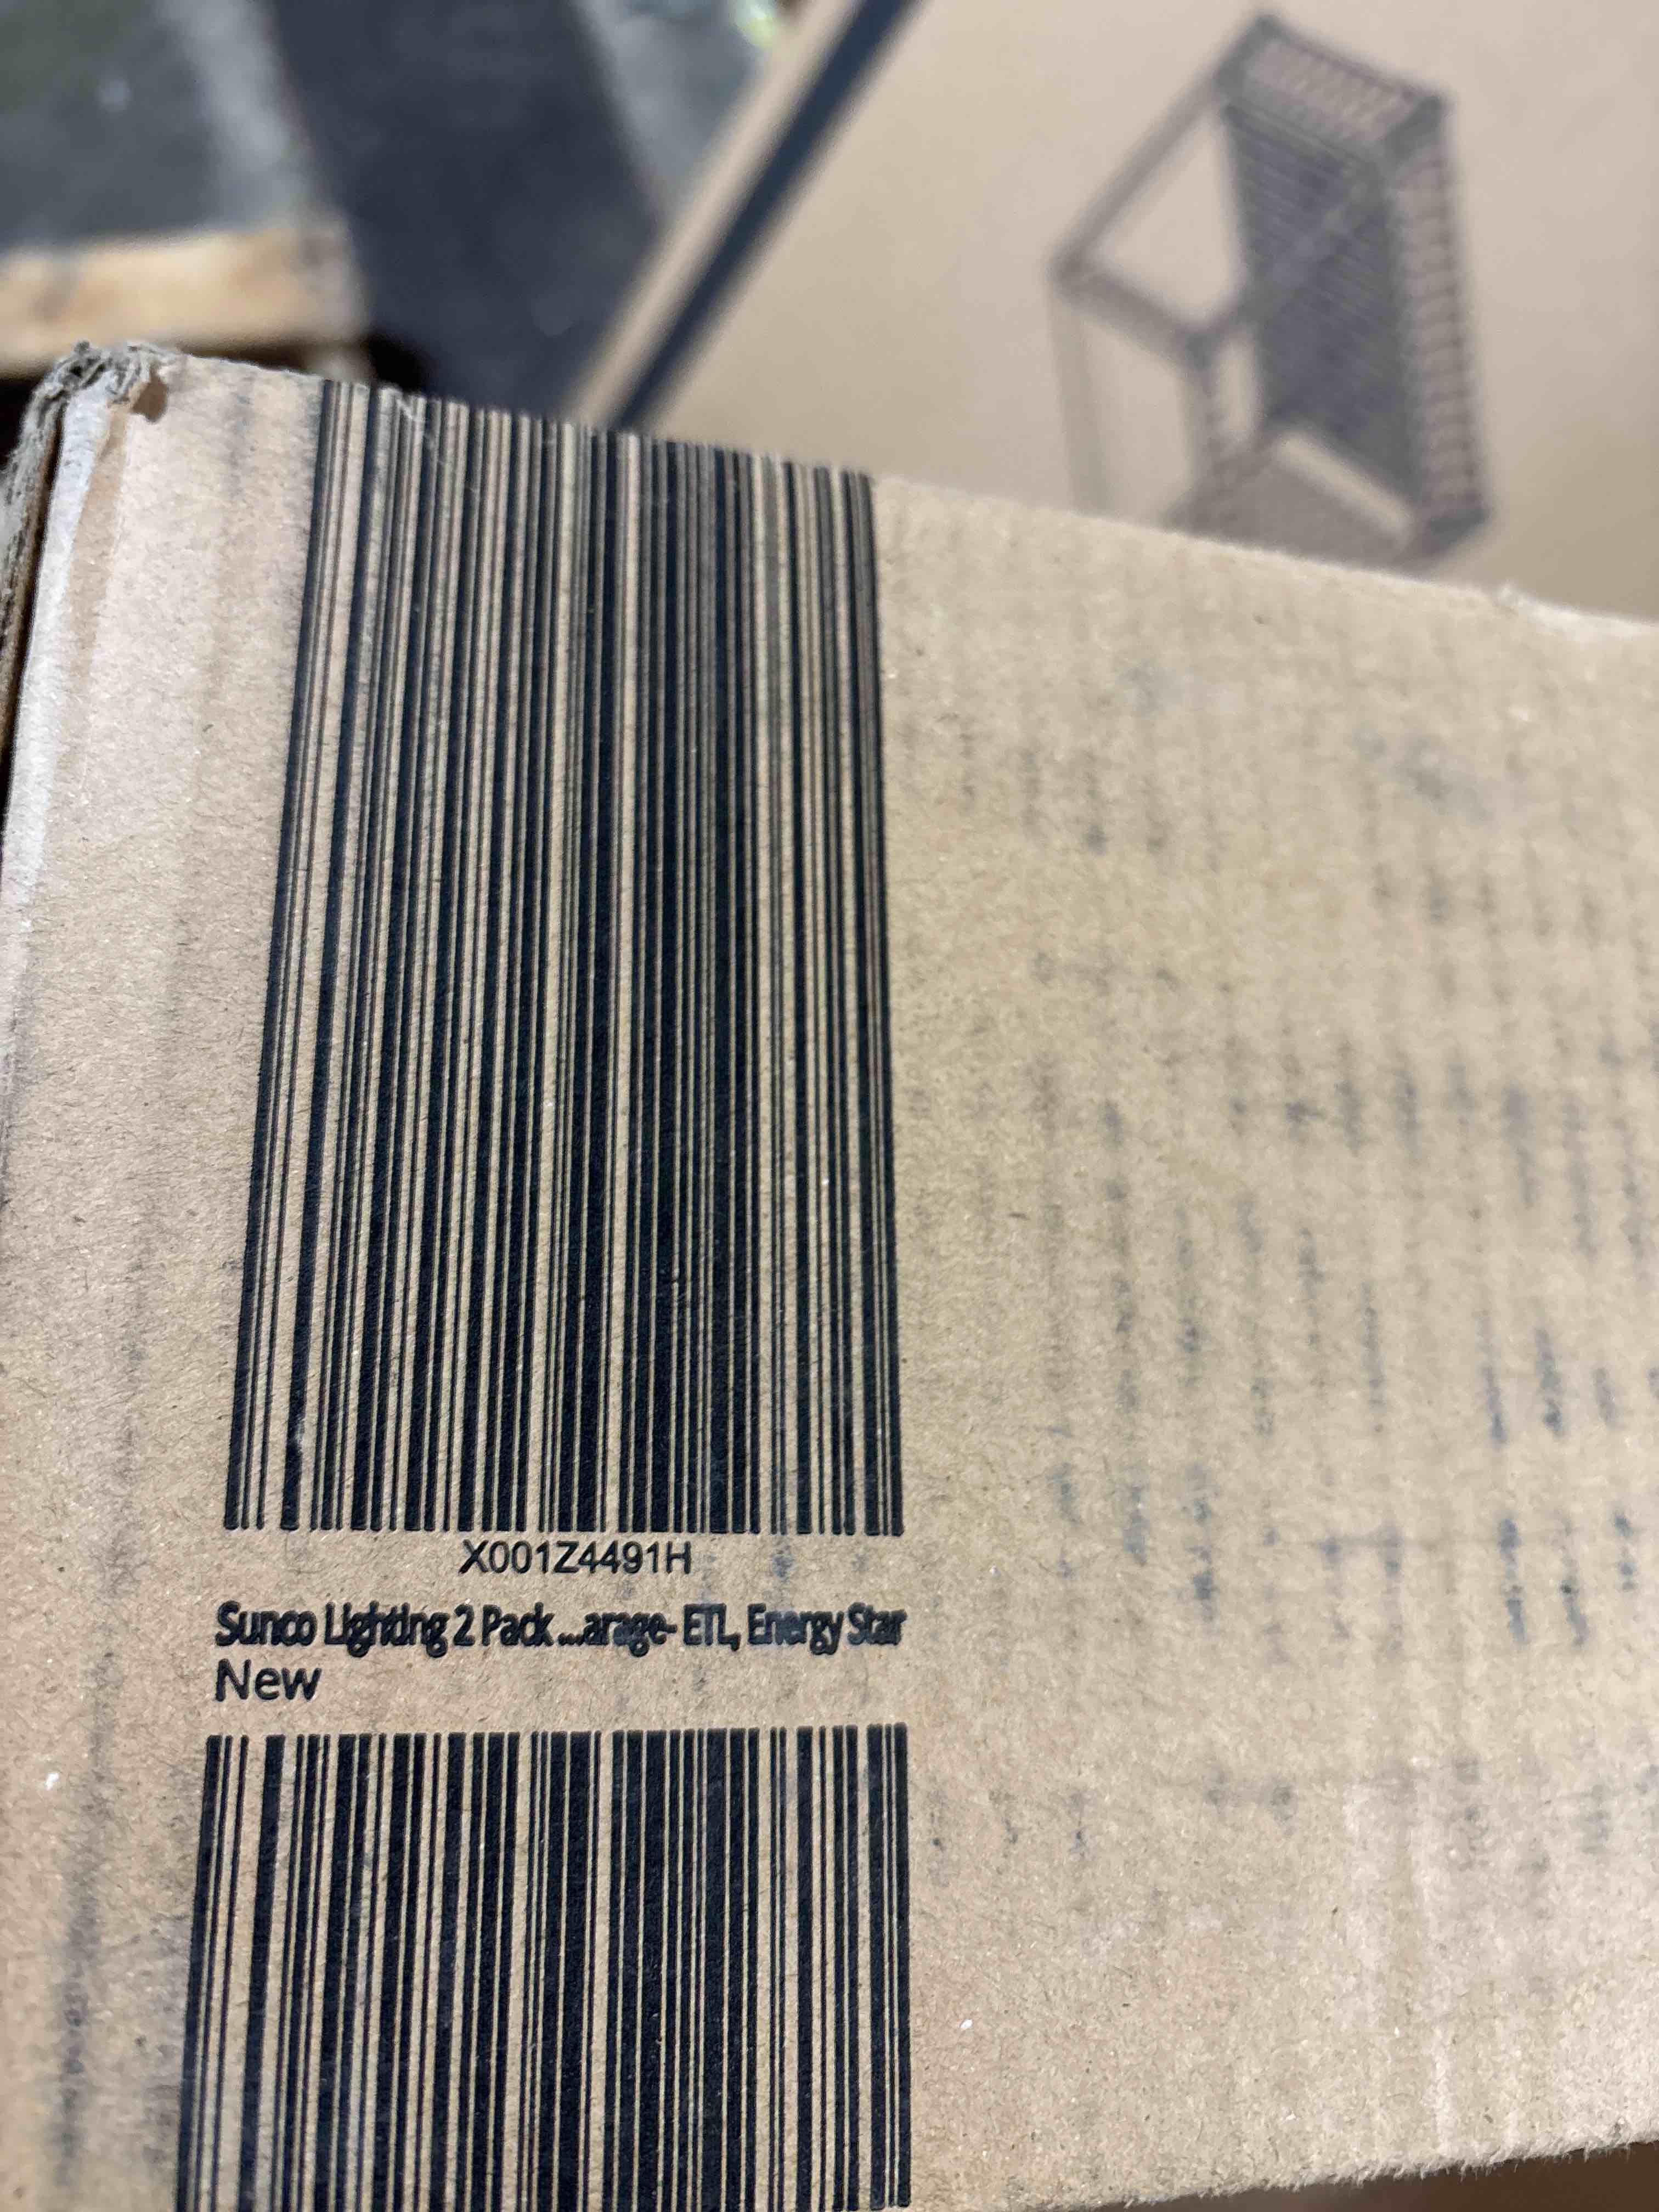 X001Z4491H
Sunco Lighting 2 Pack ...arage- ETL, Energy Star
New